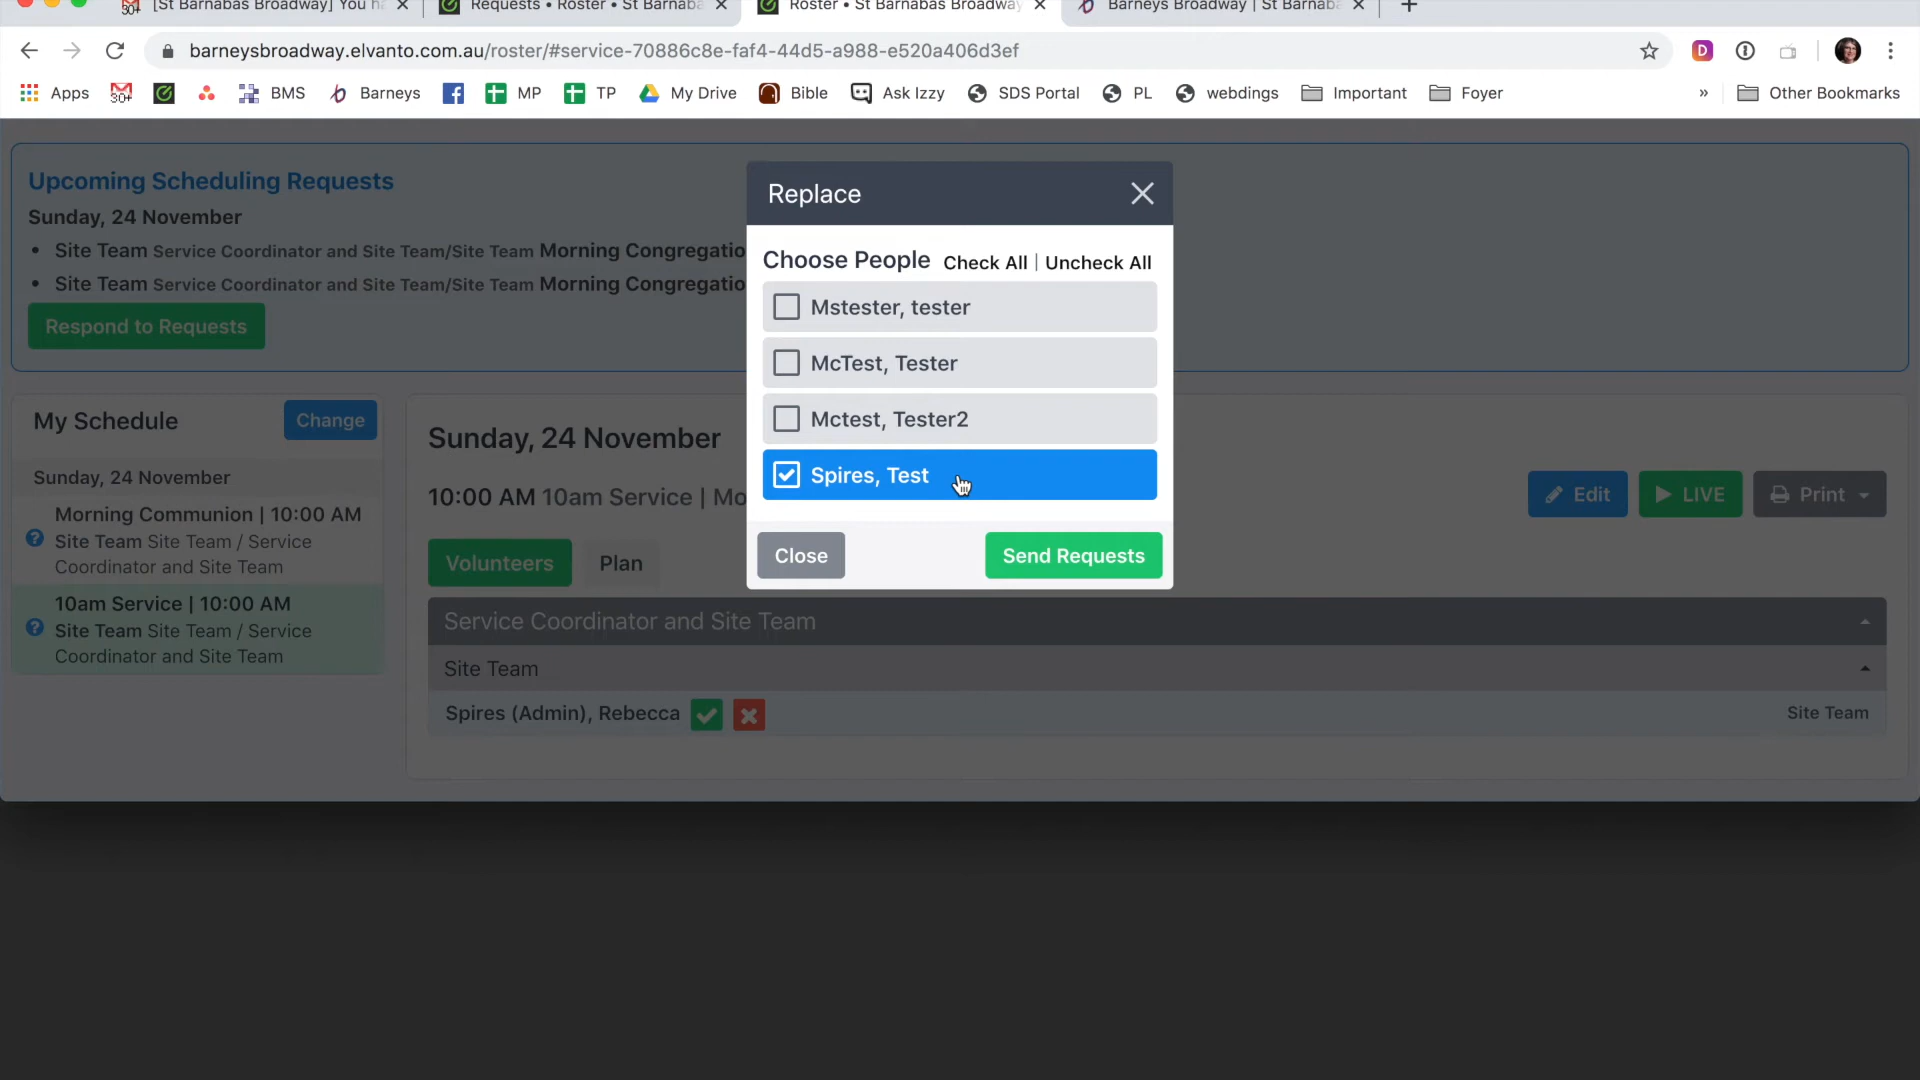 [St Barnabas Broadway] You ha
Requests • Roster • St Barnaba
Roster • St Barnabas Broadway
Barneys Broadway | St Barnaba
barneysbroadway.elvanto.com.au/roster/#service-70886c8e-faf4-44d5-a988-e520a406d3ef
Apps
BMS
Barneys
MP
TP
My Drive
Bible
Ask Izzy
SDS Portal
PL
webdings
Important
Foyer
»
Other Bookmarks
Upcoming Scheduling Requests
Sunday, 24 November
• Site Team Service Coordinator and Site Team/Site Team Morning Congregatio
• Site Team Service Coordinator and Site Team/Site Team Morning Congregatio
Respond to Requests
Replace
Choose People Check All | Uncheck All
Mstester, tester
McTest, Tester
Mctest, Tester2
Spires, Test
Close
Send Requests
My Schedule
Change
Sunday, 24 November
Morning Communion | 10:00 AM
Site Team Site Team / Service
Coordinator and Site Team
10am Service | 10:00 AM
Site Team Site Team / Service
Coordinator and Site Team
Sunday, 24 November
10:00 AM 10am Service | Mo
Edit
LIVE
Print
Volunteers
Plan
Service Coordinator and Site Team
Site Team
Spires (Admin), Rebecca
Site Team